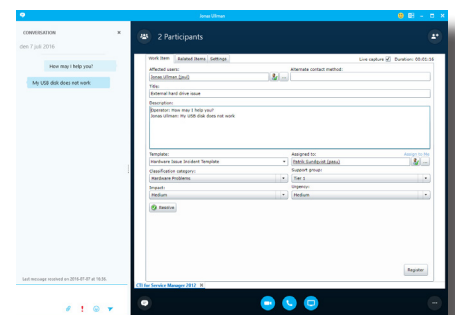 Jonas Ullman
CONVERSATION
2 Participants
den 7 juli 2016
How may I help you?
My USB disk does not work
Work Item
Related Items
Settings
Live capture
Duration: 00:01:16
Affected users:
Jonas Ullman
Alternate contact method:
Title:
External hard drive issue
Description:
Operator: How may I help you?
Jonas Ullman: My USB disk does not work
Template:
Hardware Issue Incident Template
Assigned to:
Assign to Me
Patrik Sundqvist
Classification category:
Hardware Problems
Support group:
Tier 1
Impact:
Medium
Urgency:
Medium
Resolve
Register
Last message received on 2016-07-07 at
CTI for Service Manager 2012